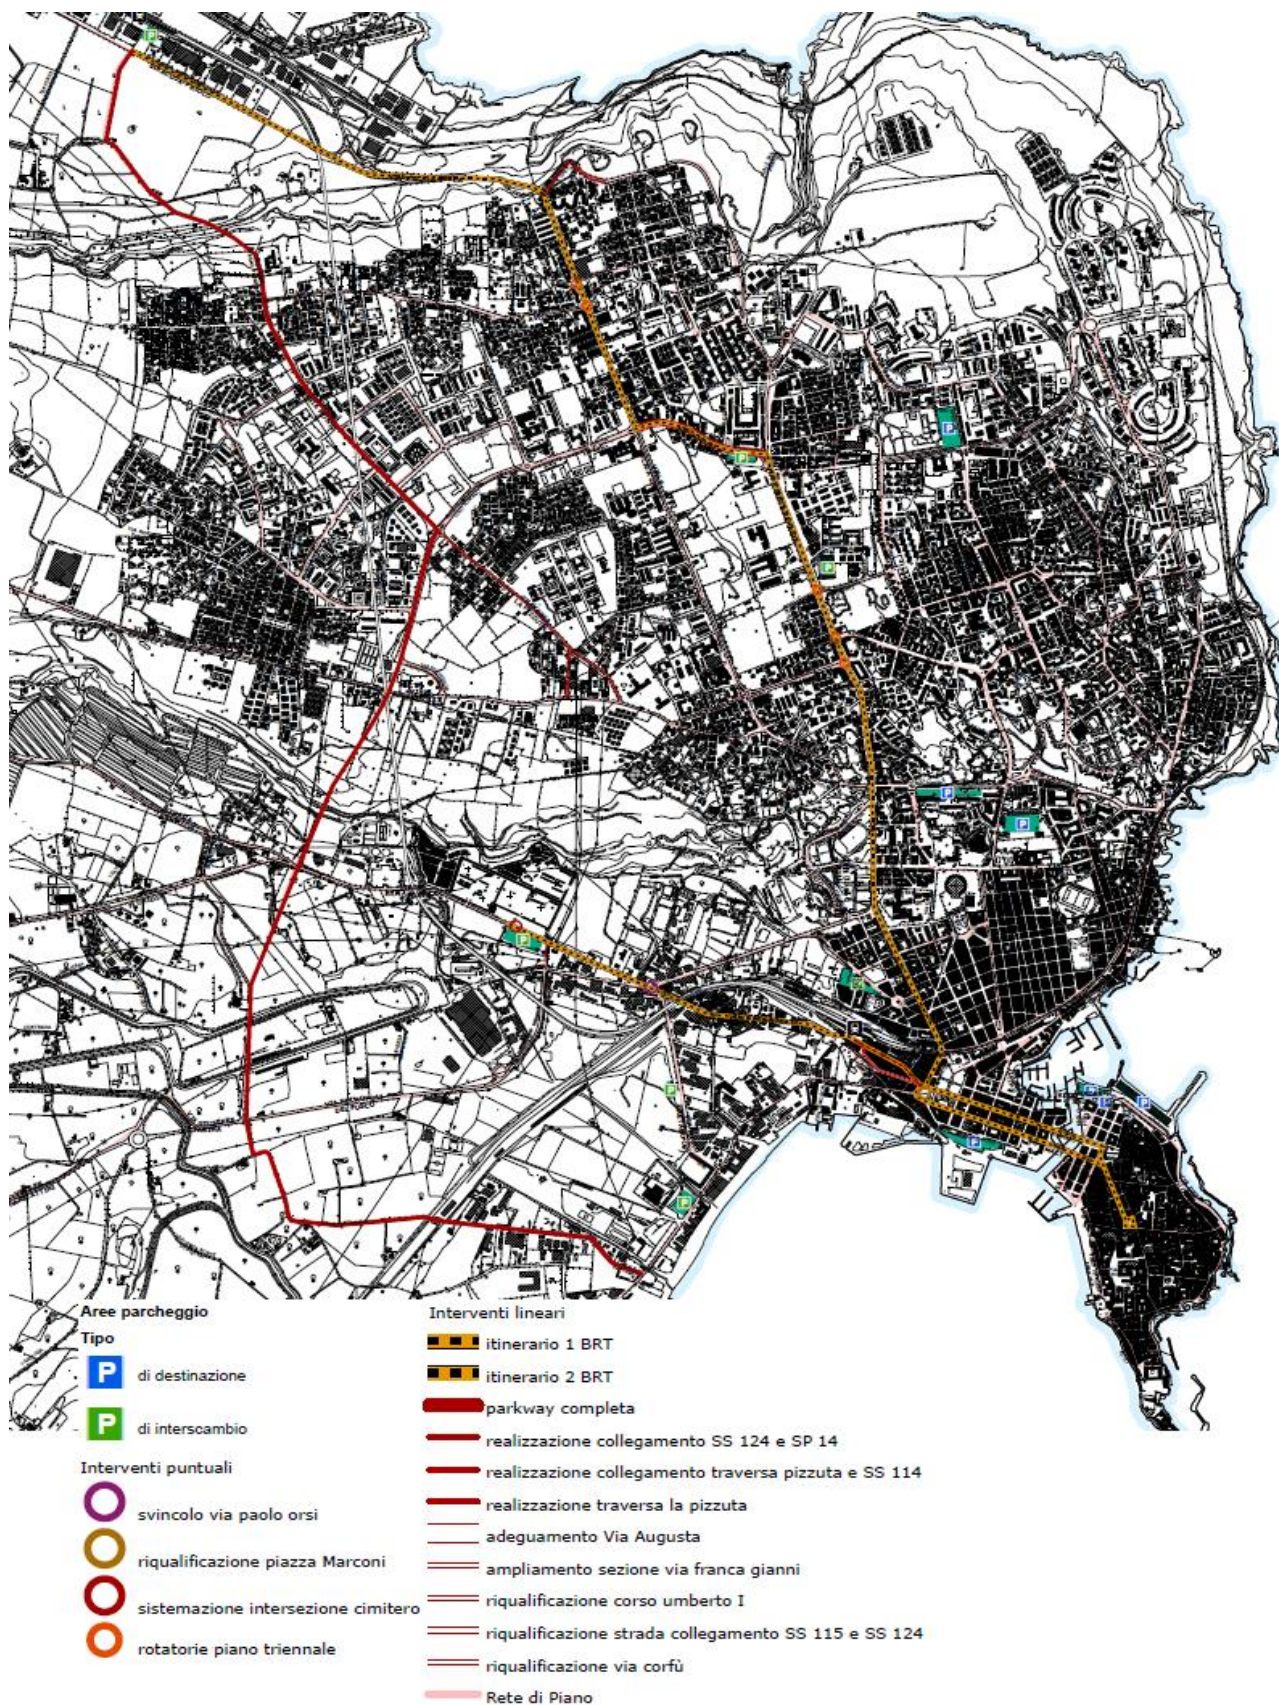 P
P
P
P
P
P
P
P
P
P
P
P
Aree parcheggio
Tipo
P di destinazione
P di interscambio
Interventi puntuali
svincolo via paolo orsi
riqualificazione piazza Marconi
sistemazione intersezione cimitero
rotatorie piano triennale
Interventi lineari
itinerario 1 BRT
itinerario 2 BRT
parkway completa
realizzazione collegamento SS 124 e SP 14
realizzazione collegamento traversa pizzuta e SS 114
realizzazione traversa la pizzuta
adeguamento Via Augusta
ampliamento sezione via franca gianni
riqualificazione corso umberto I
riqualificazione strada collegamento SS 115 e SS 124
riqualificazione via corfù
Rete di Piano